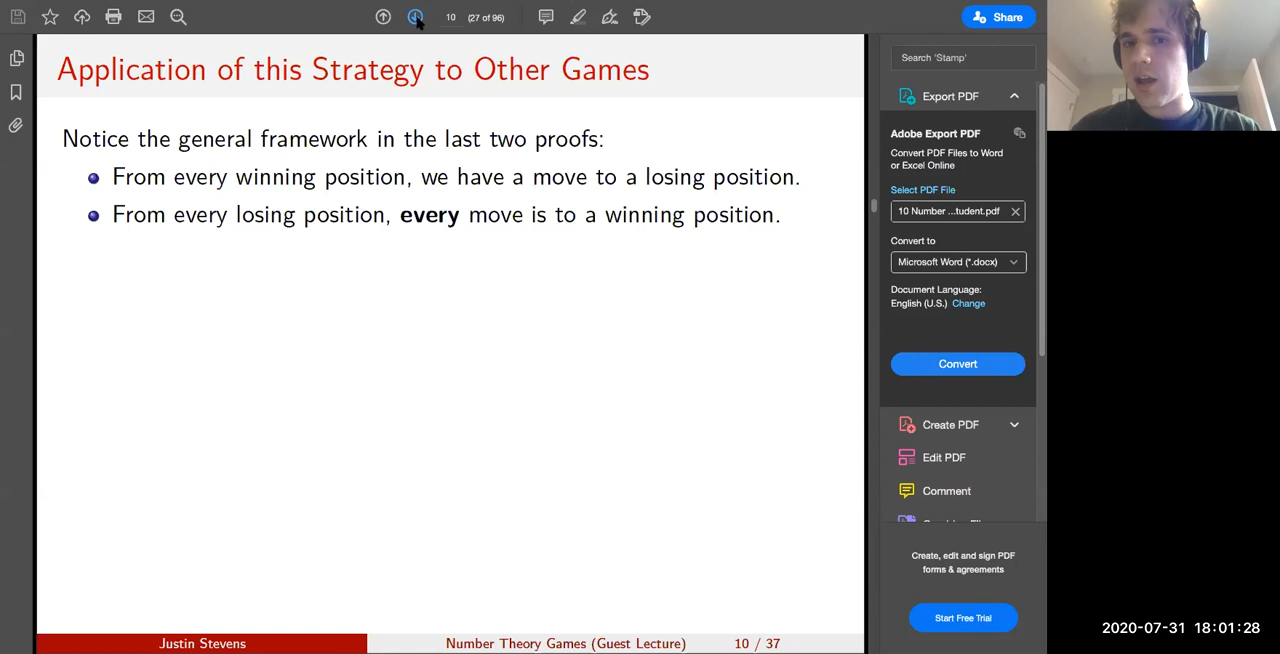 10
(27 of 96)
Share
Application of this Strategy to Other Games
Notice the general framework in the last two proofs:
From every winning position, we have a move to a losing position.
From every losing position, every move is to a winning position.
Justin Stevens
Number Theory Games (Guest Lecture)
10 / 37
Search 'Stamp'
Export PDF
Adobe Export PDF
Convert PDF Files to Word
or Excel Online
Select PDF File
10 Number ...tudent.pdf
Convert to
Microsoft Word (*.docx)
Document Language:
English (U.S.) Change
Convert
Create PDF
Edit PDF
Comment
Create, edit and sign PDF
forms & agreements
Start Free Trial
2020-07-31 18:01:28